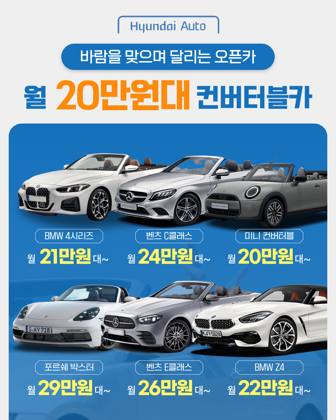 Hyundai Auto
바람을 맞으며 달리는 오픈카
월 20만원대 컨버터블카
BMW 4시리즈 벤츠 C클래스 미니 컨버터블
월 21만원대~ 월 24만원대~ 월 20만원대~
포르쉐 박스터 벤츠 E클래스 BMW Z4
월 29만원대~ 월 26만원대~ 월 22만원대~